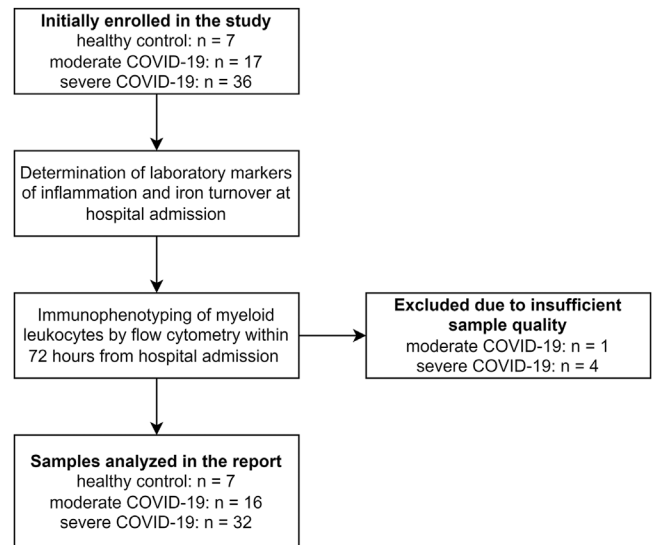 Initially enrolled in the study
healthy control: n = 7
moderate COVID-19: n = 17
severe COVID-19: n = 36
Determination of laboratory markers
of inflammation and iron turnover at
hospital admission
Immunophenotyping of myeloid
leukocytes by flow cytometry within
72 hours from hospital admission
Excluded due to insufficient
sample quality
moderate COVID-19: n = 1
severe COVID-19: n = 4
Samples analyzed in the report
healthy control: n = 7
moderate COVID-19: n = 16
severe COVID-19: n = 32